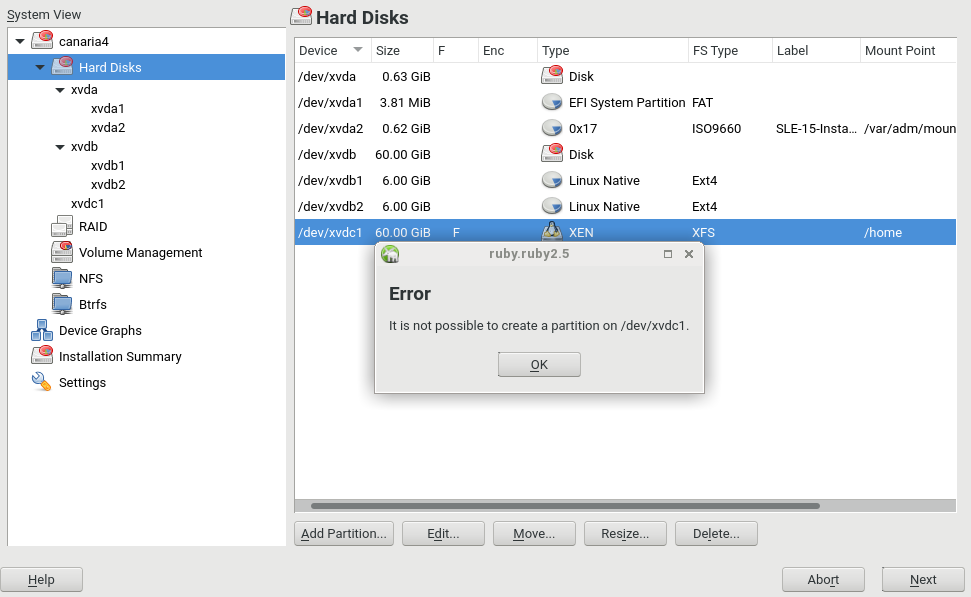 System View
canaria4
Hard Disks
xvda
xvda1
xvda2
xvdb
xvdb1
xvdb2
xvdc1
RAID
Volume Management
NFS
Btrfs
Device Graphs
Installation Summary
Settings
Hard Disks
Device Size F Enc Type FS Type Label Mount Point
/dev/xvda 0.63 GiB Disk
/dev/xvda1 3.81 MiB EFI System Partition FAT
/dev/xvda2 0.62 GiB 0x17 ISO9660 SLE-15-Insta... /var/adm/moun
/dev/xvdb 60.00 GiB Disk
/dev/xvdb1 6.00 GiB Linux Native Ext4
/dev/xvdb2 6.00 GiB Linux Native Ext4
/dev/xvdc1 60.00 GiB F XEN XFS /home
ruby.ruby2.5
Error
It is not possible to create a partition on /dev/xvdc1.
OK
Add Partition... Edit... Move... Resize... Delete...
Help Abort Next